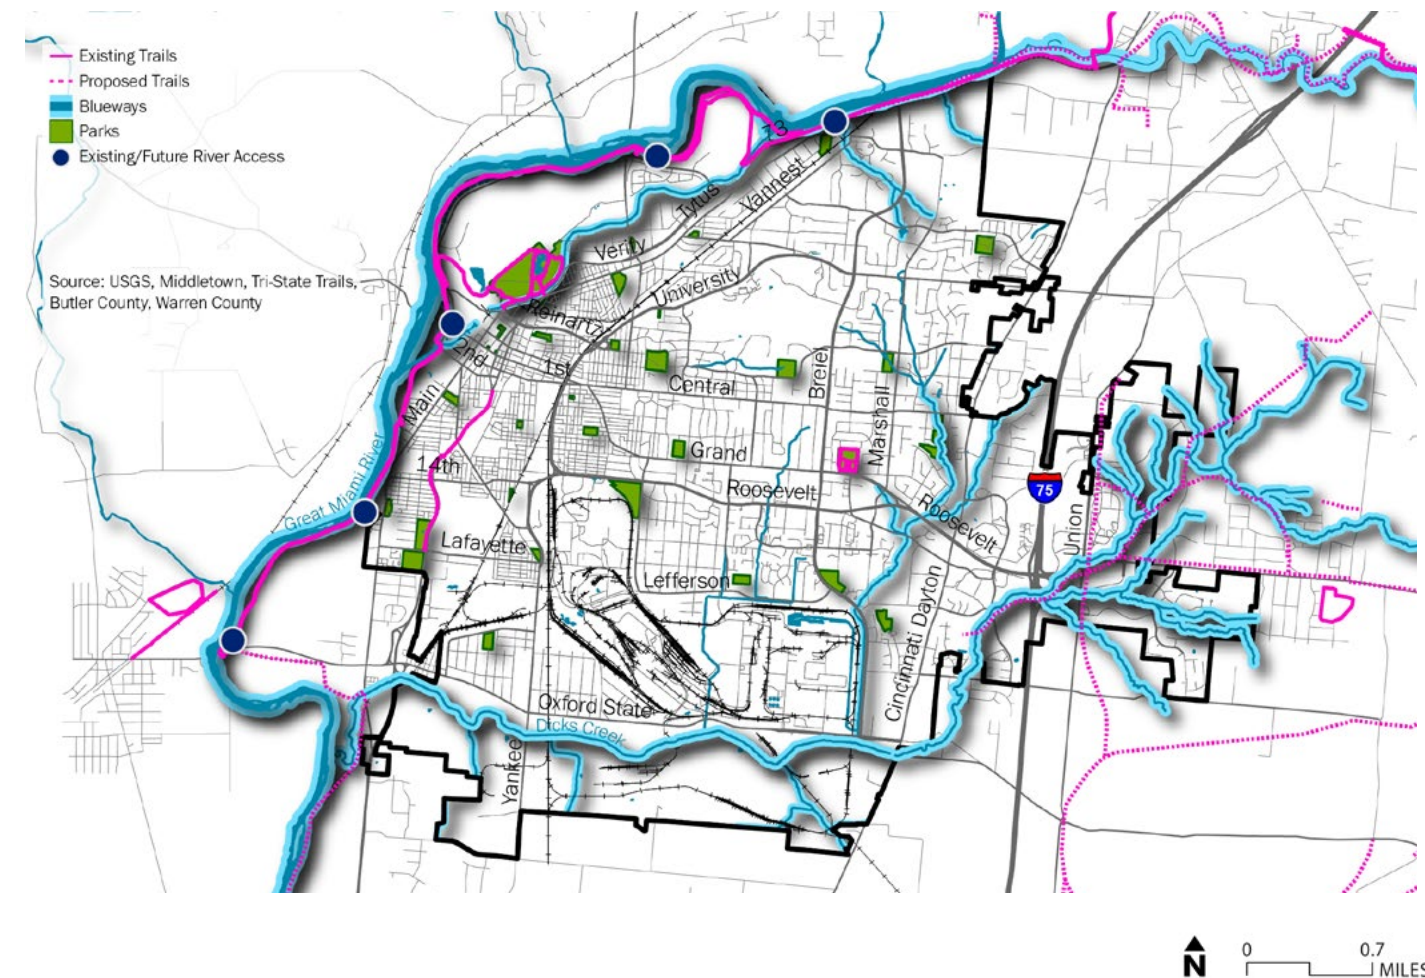 Existing Trails
Proposed Trails
Blueways
Parks
Existing/Future River Access
73
Vannest
Tytus
Verity
Source: USGS, Middletown, Tri-State Trails,
Butler County, Warren County
University
Reinartz
2nd
1st
Central
Breiel
Main
Marshall
Grand
14th
Roosevelt
75
Great Miami River
Roosevelt
Union
Lafayette
Lefferson
Cincinnati Dayton
Oxford State
Dicks Creek
Yankee
N
0
0.7
MILES